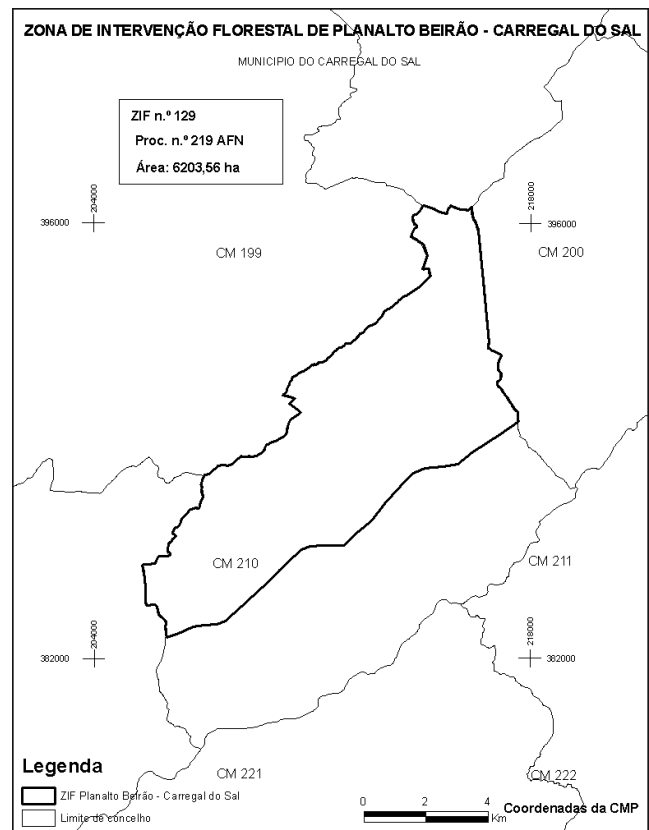 ZONA DE INTERVENÇÃO FLORESTAL DE PLANALTO BEIRÃO - CARREGAL DO SAL
MUNICIPIO DO CARREGAL DO SAL
ZIF n.º 129
Proc. n.º 219 AFN
Área: 6203,56 ha
204000
218000
396000
396000
CM 199
CM 200
CM 210
CM 211
204000
218000
382000
382000
Legenda
CM 221
CM 222
ZIF Planalto Beirão - Carregal do Sal
Limite de concelho
0 2 4
Km
Coordenadas da CMP